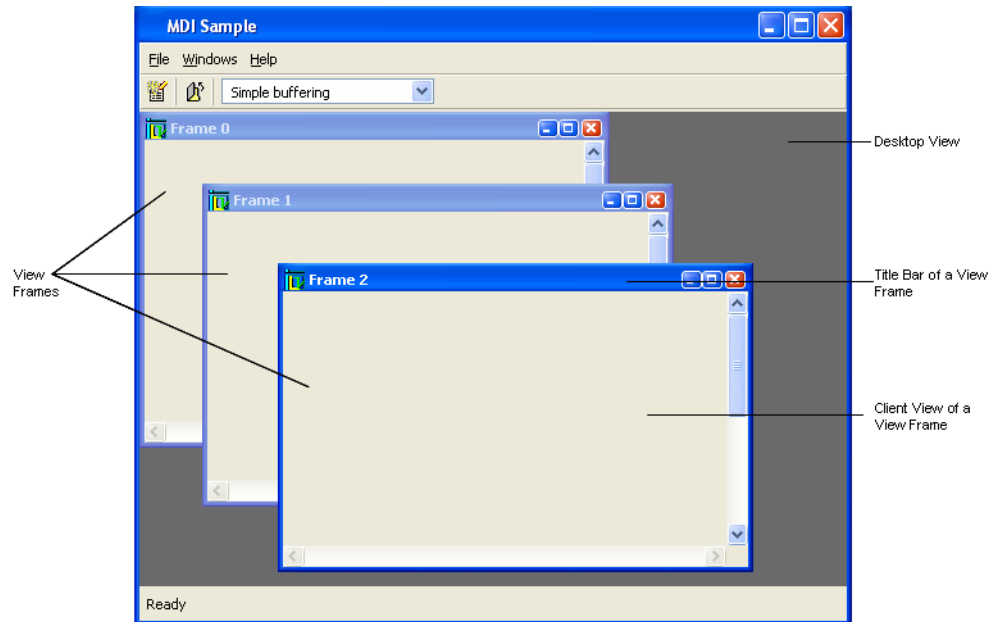 MDI Sample
File Windows Help
Simple buffering
Frame 0
Desktop View
Frame 1
View
Frames
Frame 2
Title Bar of a View
Frame
Client View of a
View Frame
Ready